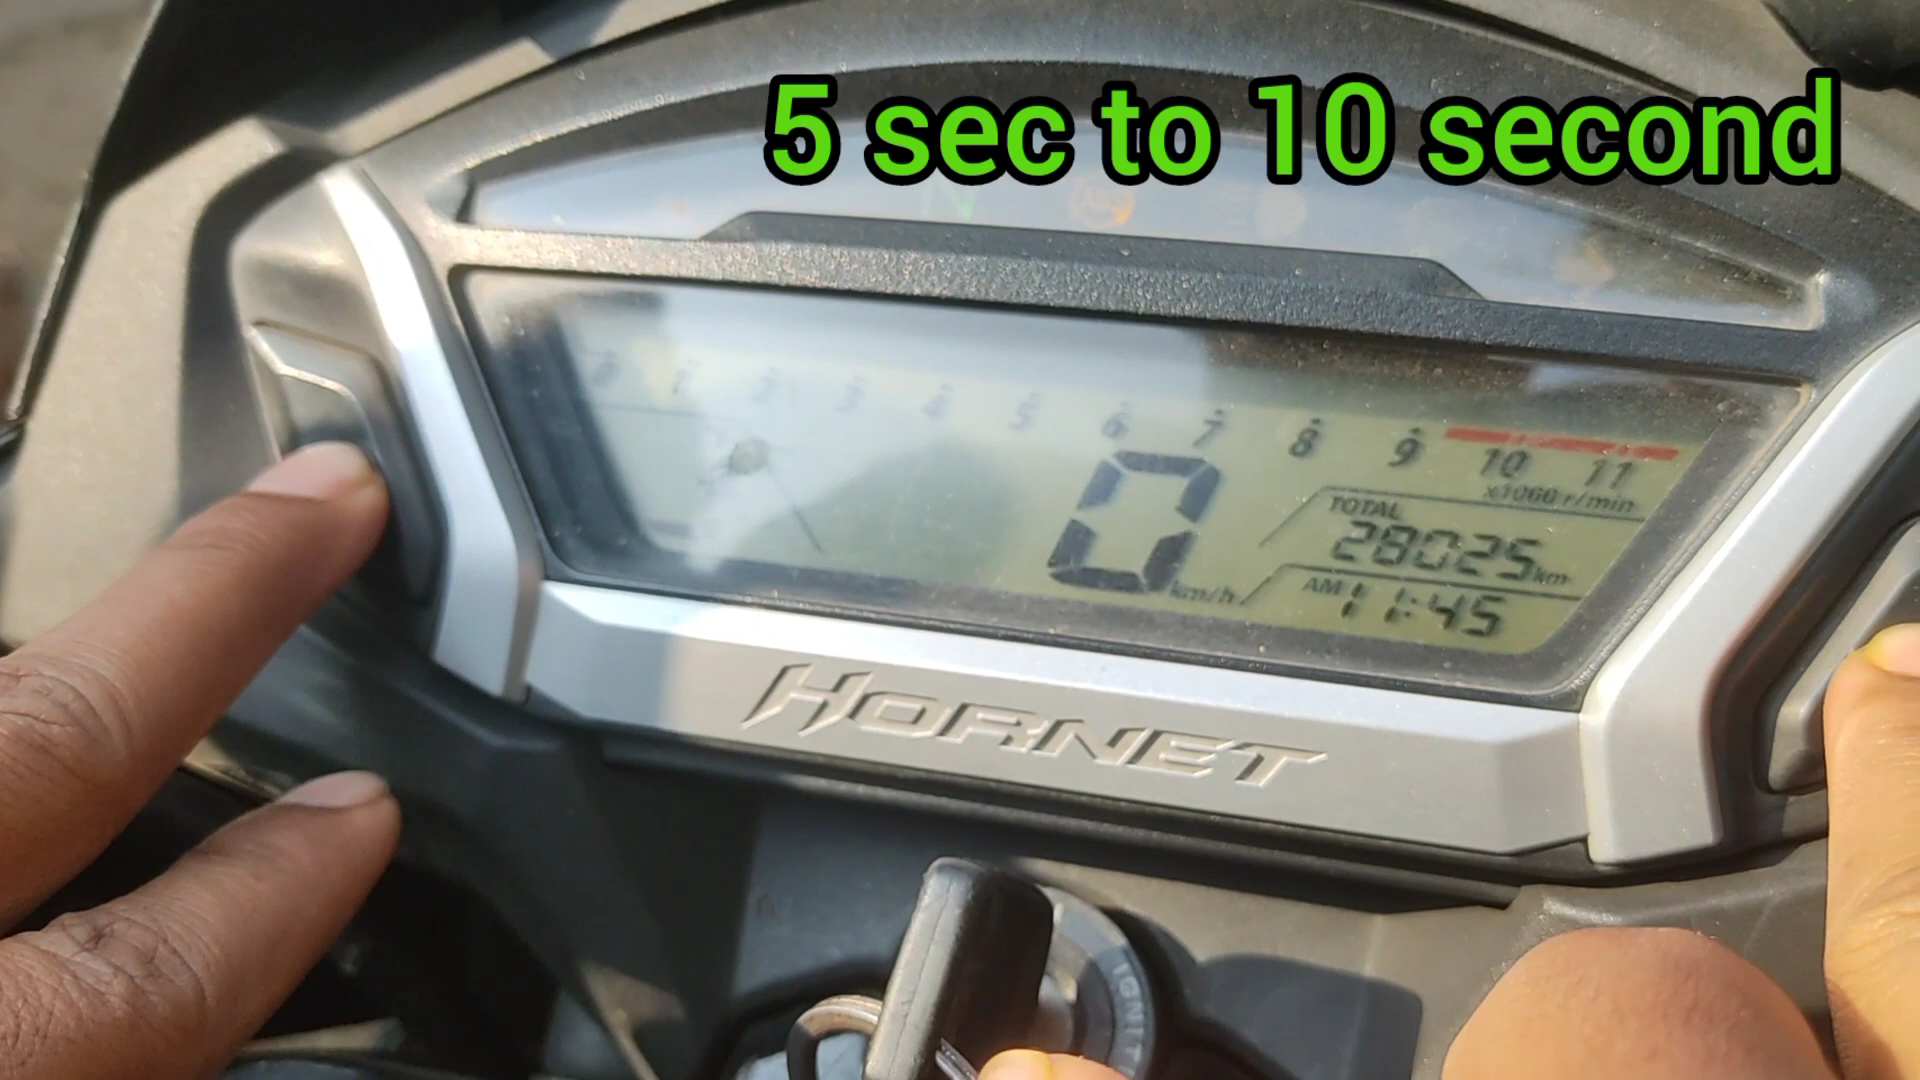 5 sec to 10 second
N
0 1 2 3 4 5 6 7 8 9 10 11
x1000 r/min
TOTAL
28025 km
0 km/h
AM 11:45
HORNET
IGNIT